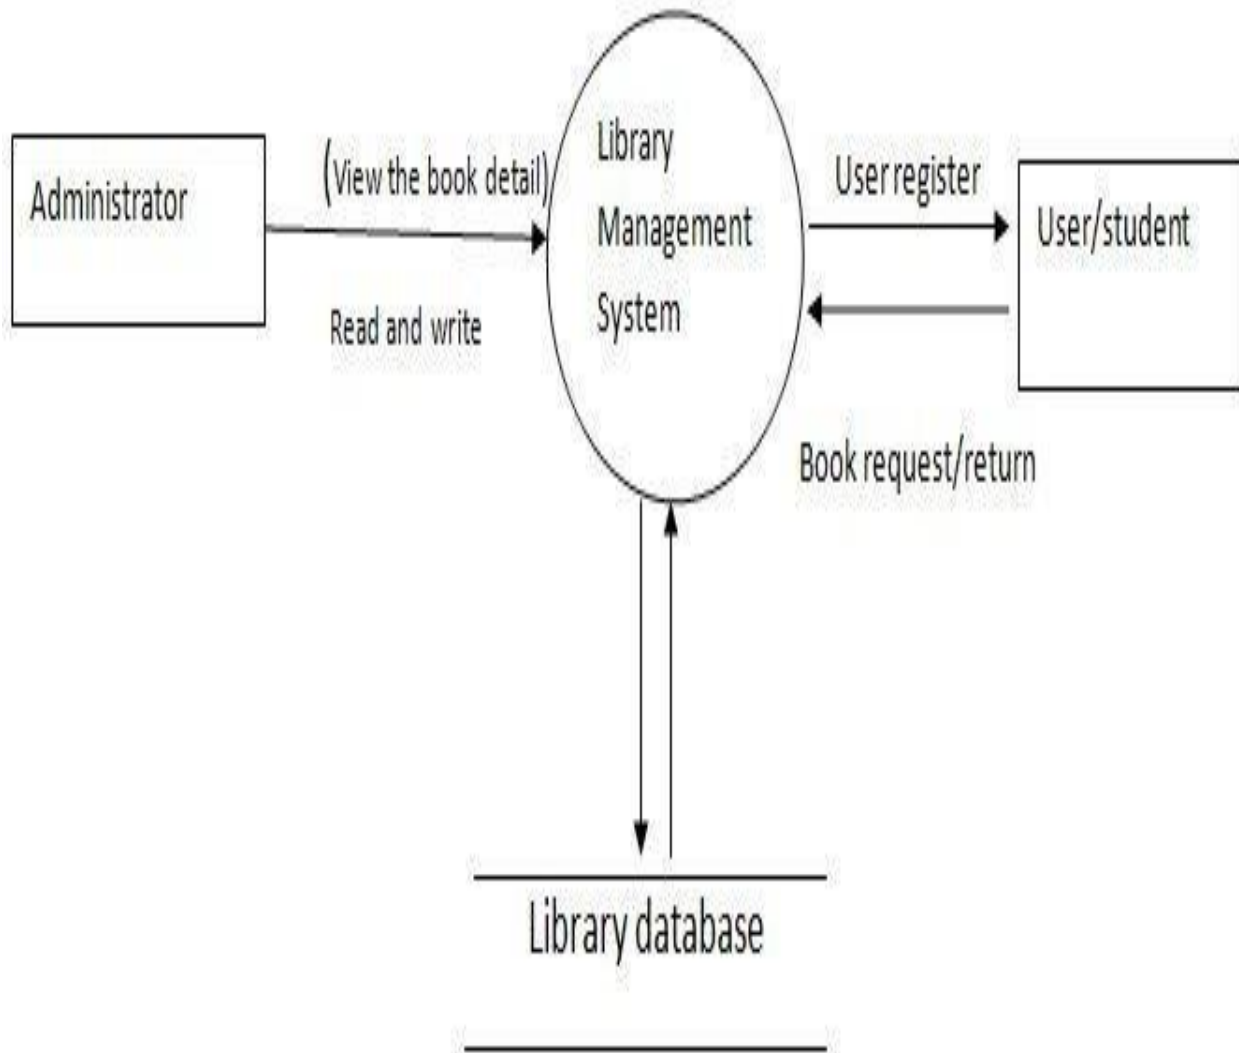 Administrator
(View the book detail)
Read and write
Library
Management
System
User register
User/student
Book request/return
Library database